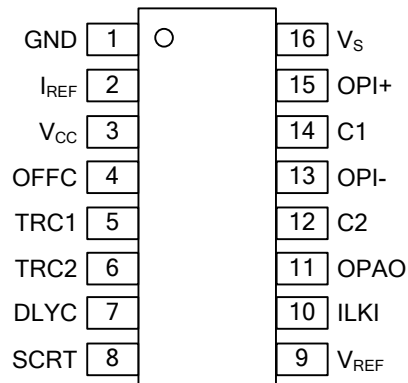 GND 1 16 VS
IREF 2 15 OPI+
VCC 3 14 C1
OFFC 4 13 OPI-
TRC1 5 12 C2
TRC2 6 11 OPAO
DLYC 7 10 ILKI
SCRT 8 9 VREF